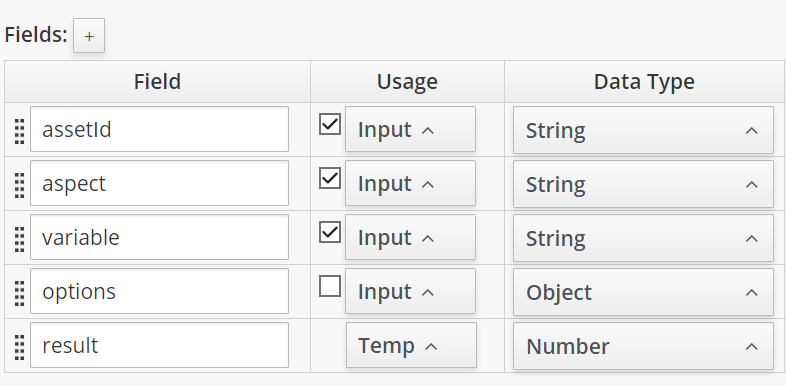 Fields: +
Field Usage Data Type
assetId Input String
aspect Input String
variable Input String
options Input Object
result Temp Number